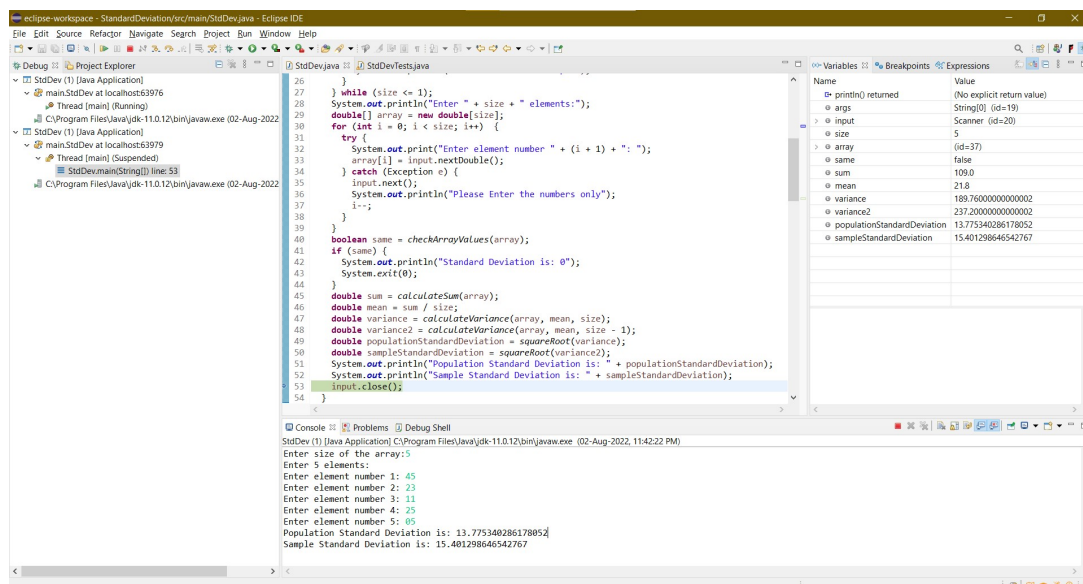 eclipse-workspace - StandardDeviation/src/main/StdDev.java - Eclipse IDE
File Edit Source Refactor Navigate Search Project Run Window Help
Debug Project Explorer
StdDev (1) [Java Application]
main.StdDev at localhost:63976
Thread [main] (Running)
C:\Program Files\Java\jdk-11.0.12\bin\javaw.exe (02-Aug-2022
StdDev (1) [Java Application]
main.StdDev at localhost:63979
Thread [main] (Suspended)
StdDev.main(String[]) line: 53
C:\Program Files\Java\jdk-11.0.12\bin\javaw.exe (02-Aug-2022
StdDev.java StdDevTests.java
26 }
27 } while (size <= 1);
28 System.out.println("Enter " + size + " elements:");
29 double[] array = new double[size];
30 for (int i = 0; i < size; i++) {
31 try {
32 System.out.print("Enter element number " + (i + 1) + ": ");
33 array[i] = input.nextDouble();
34 } catch (Exception e) {
35 input.next();
36 System.out.println("Please Enter the numbers only");
37 i--;
38 }
39 }
40 boolean same = checkArrayValues(array);
41 if (same) {
42 System.out.println("Standard Deviation is: 0");
43 System.exit(0);
44 }
45 double sum = calculateSum(array);
46 double mean = sum / size;
47 double variance = calculateVariance(array, mean, size);
48 double variance2 = calculateVariance(array, mean, size - 1);
49 double populationStandardDeviation = squareRoot(variance);
50 double sampleStandardDeviation = squareRoot(variance2);
51 System.out.println("Population Standard Deviation is: " + populationStandardDeviation);
52 System.out.println("Sample Standard Deviation is: " + sampleStandardDeviation);
53 input.close();
54 }
Variables Breakpoints Expressions
Name Value
println() returned (No explicit return value)
args String[0] (id=19)
input Scanner (id=20)
size 5
array (id=37)
same false
sum 109.0
mean 21.8
variance 189.76000000000002
variance2 237.20000000000002
populationStandardDeviation 13.775340286178052
sampleStandardDeviation 15.401298646542767
Console Problems Debug Shell
StdDev (1) [Java Application] C:\Program Files\Java\jdk-11.0.12\bin\javaw.exe (02-Aug-2022, 11:42:22 PM)
Enter size of the array:5
Enter 5 elements:
Enter element number 1: 45
Enter element number 2: 23
Enter element number 3: 11
Enter element number 4: 25
Enter element number 5: 05
Population Standard Deviation is: 13.775340286178052
Sample Standard Deviation is: 15.401298646542767